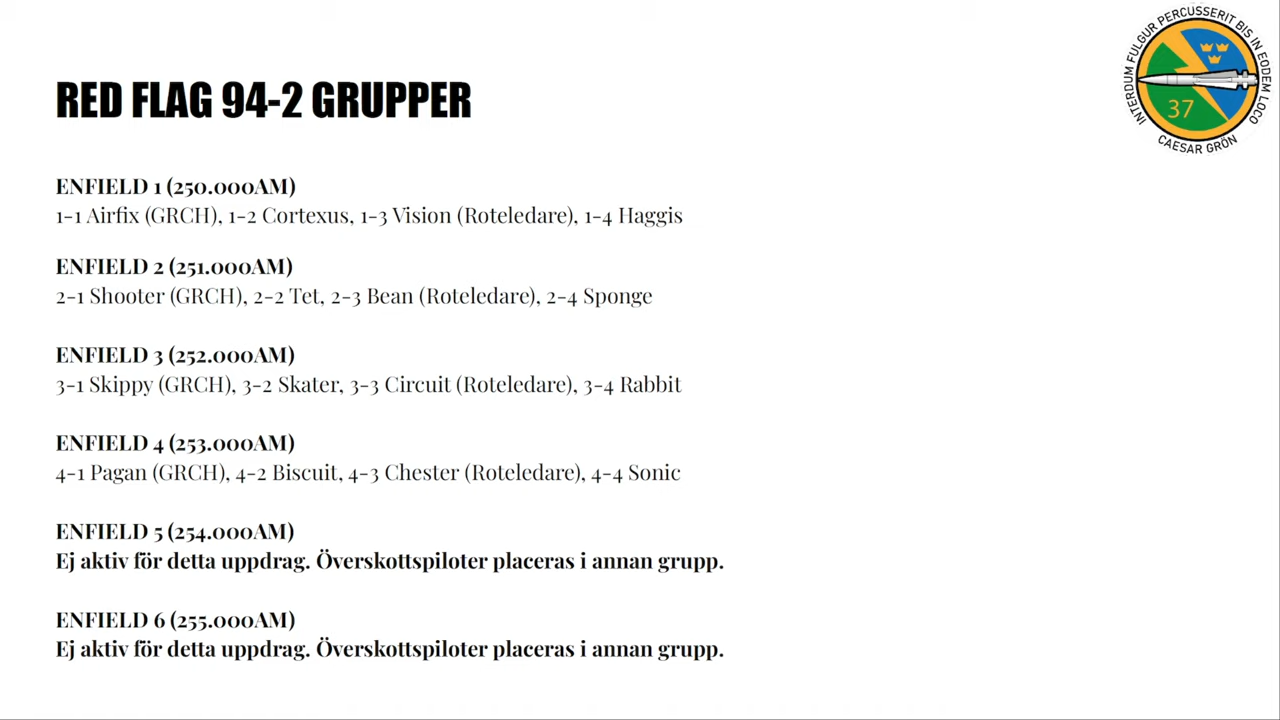 RED FLAG 94-2 GRUPPER
ENFIELD 1 (250.000AM)
1-1 Airfix (GRCH), 1-2 Cortexus, 1-3 Vision (Roteledare), 1-4 Haggis
ENFIELD 2 (251.000AM)
2-1 Shooter (GRCH), 2-2 Tet, 2-3 Bean (Roteledare), 2-4 Sponge
ENFIELD 3 (252.000AM)
3-1 Skippy (GRCH), 3-2 Skater, 3-3 Circuit (Roteledare), 3-4 Rabbit
ENFIELD 4 (253.000AM)
4-1 Pagan (GRCH), 4-2 Biscuit, 4-3 Chester (Roteledare), 4-4 Sonic
ENFIELD 5 (254.000AM)
Ej aktiv för detta uppdrag. Överskottspiloter placeras i annan grupp.
ENFIELD 6 (255.000AM)
Ej aktiv för detta uppdrag. Överskottspiloter placeras i annan grupp.
INTERDUM FULGUR PERCUSSERIT BIS IN EODEM LOCO
37
CAESAR GRÖN